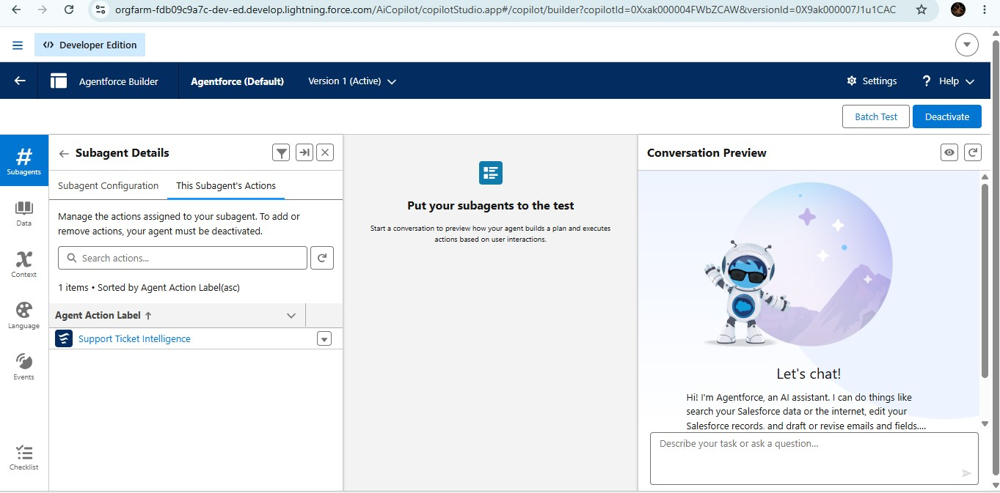 orgfarm-fdb09c9a7c-dev-ed.develop.lightning.force.com/AiCopilot/copilotStudio.app#/copilot/builder?copilotId=0Xxak000004FWbZCAW&versionId=0X9ak000007J1u1CAC
Developer Edition
Agentforce Builder
Agentforce (Default)
Version 1 (Active)
Settings
? Help
Batch Test
Deactivate
# Subagents
Data
Context
Language
Events
Checklist
Subagent Details
Subagent Configuration
This Subagent's Actions
Manage the actions assigned to your subagent. To add or
remove actions, your agent must be deactivated.
Search actions...
1 items • Sorted by Agent Action Label(asc)
Agent Action Label ↑
Support Ticket Intelligence
Put your subagents to the test
Start a conversation to preview how your agent builds a plan and executes
actions based on user interactions.
Conversation Preview
Let's chat!
Hi! I'm Agentforce, an AI assistant. I can do things like
search your Salesforce data or the internet, edit your
Salesforce records, and draft or revise emails and fields....
Describe your task or ask a question...